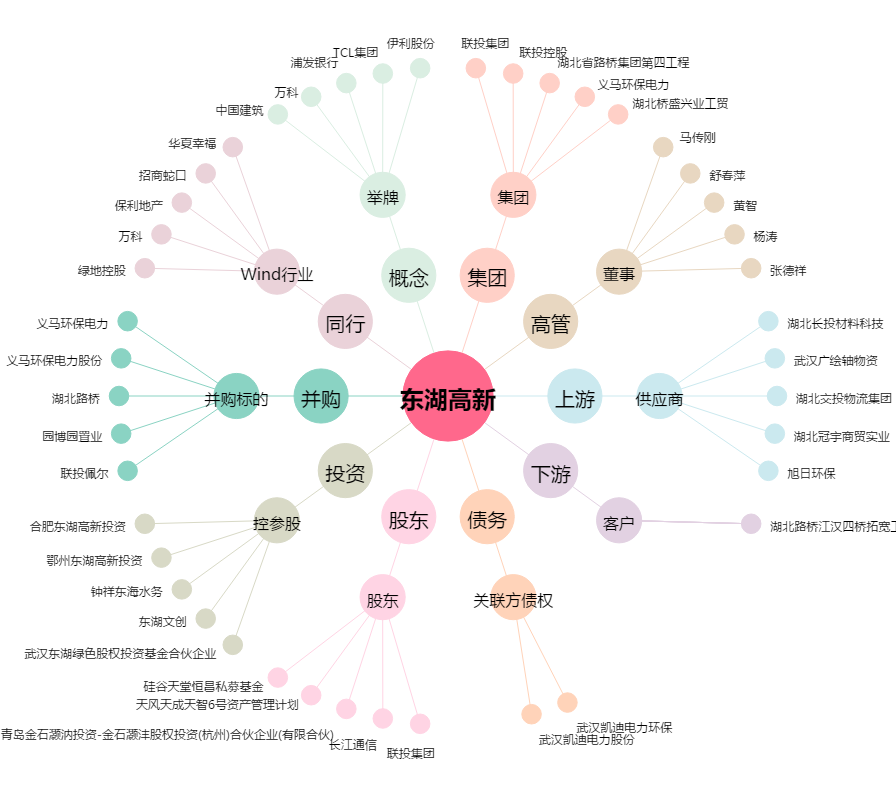 伊利股份
联投集团
TCL集团
联投控股
浦发银行
湖北省路桥集团第四工程
万科
义马环保电力
中国建筑
湖北桥盛兴业工贸
华夏幸福
马传刚
招商蛇口
舒春萍
举牌
集团
保利地产
黄智
万科
杨涛
绿地控股
张德祥
Wind行业
概念
集团
董事
同行
高管
义马环保电力
湖北长投材料科技
义马环保电力股份
武汉广绘轴物资
湖北路桥
并购标的
并购
东湖高新
上游
供应商
湖北交投物流集团
园博园置业
湖北冠宇商贸实业
联投佩尔
旭日环保
投资
下游
合肥东湖高新投资
控参股
股东
债务
客户
湖北路桥江汉四桥拓宽
鄂州东湖高新投资
钟祥东海水务
股东
关联方债权
东湖文创
武汉东湖绿色股权投资基金合伙企业
硅谷天堂恒昌私募基金
天风天成天智6号资产管理计划
武汉凯迪电力环保
青岛金石灏汭投资-金石灏沣股权投资(杭州)合伙企业(有限合伙)
武汉凯迪电力股份
长江通信
联投集团